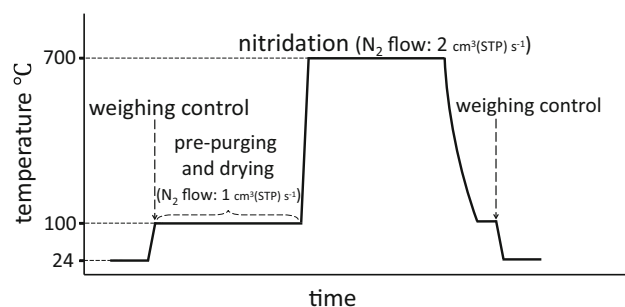 nitridation (N₂ flow: 2 cm³(STP) s⁻¹)
700
weighing control
weighing control
pre-purging
and drying
(N₂ flow: 1 cm³(STP) s⁻¹)
temperature °C
100
24
time